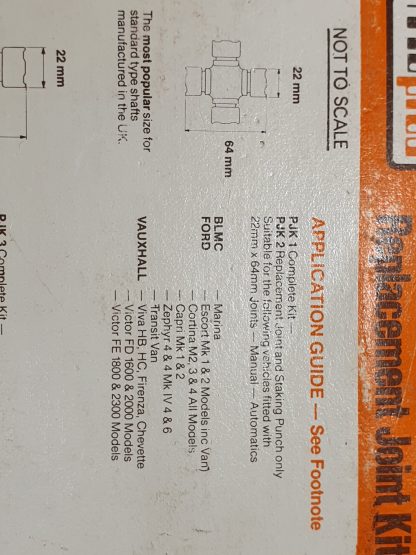 Replacement Joint Kit
NOT TO SCALE
APPLICATION GUIDE — See Footnote
PJK 1 Complete Kit —
PJK 2 Replacement Joint and Staking Punch only
Suitable for the following vehicles fitted with
22mm x 64mm Joints — Manual — Automatics
22 mm
64 mm
BLMC — Marina
FORD — Escort Mk 1 & 2 Models inc Van)
— Cortina Mk 2 3 & 4 All Models
— Capri Mk 1 & 2
— Zephyr 6 & 4 Mk IV 4 & 6
Transit Van
VAUXHALL — Viva HB, HC, Firenza, Chevette
— Victor FD 1600 & 2000 Models
— Victor FE 1800 & 2300 Models
The most popular size for
standard type shafts
manufactured in the U.K.
22 mm
PJK 3 Complete Kit —